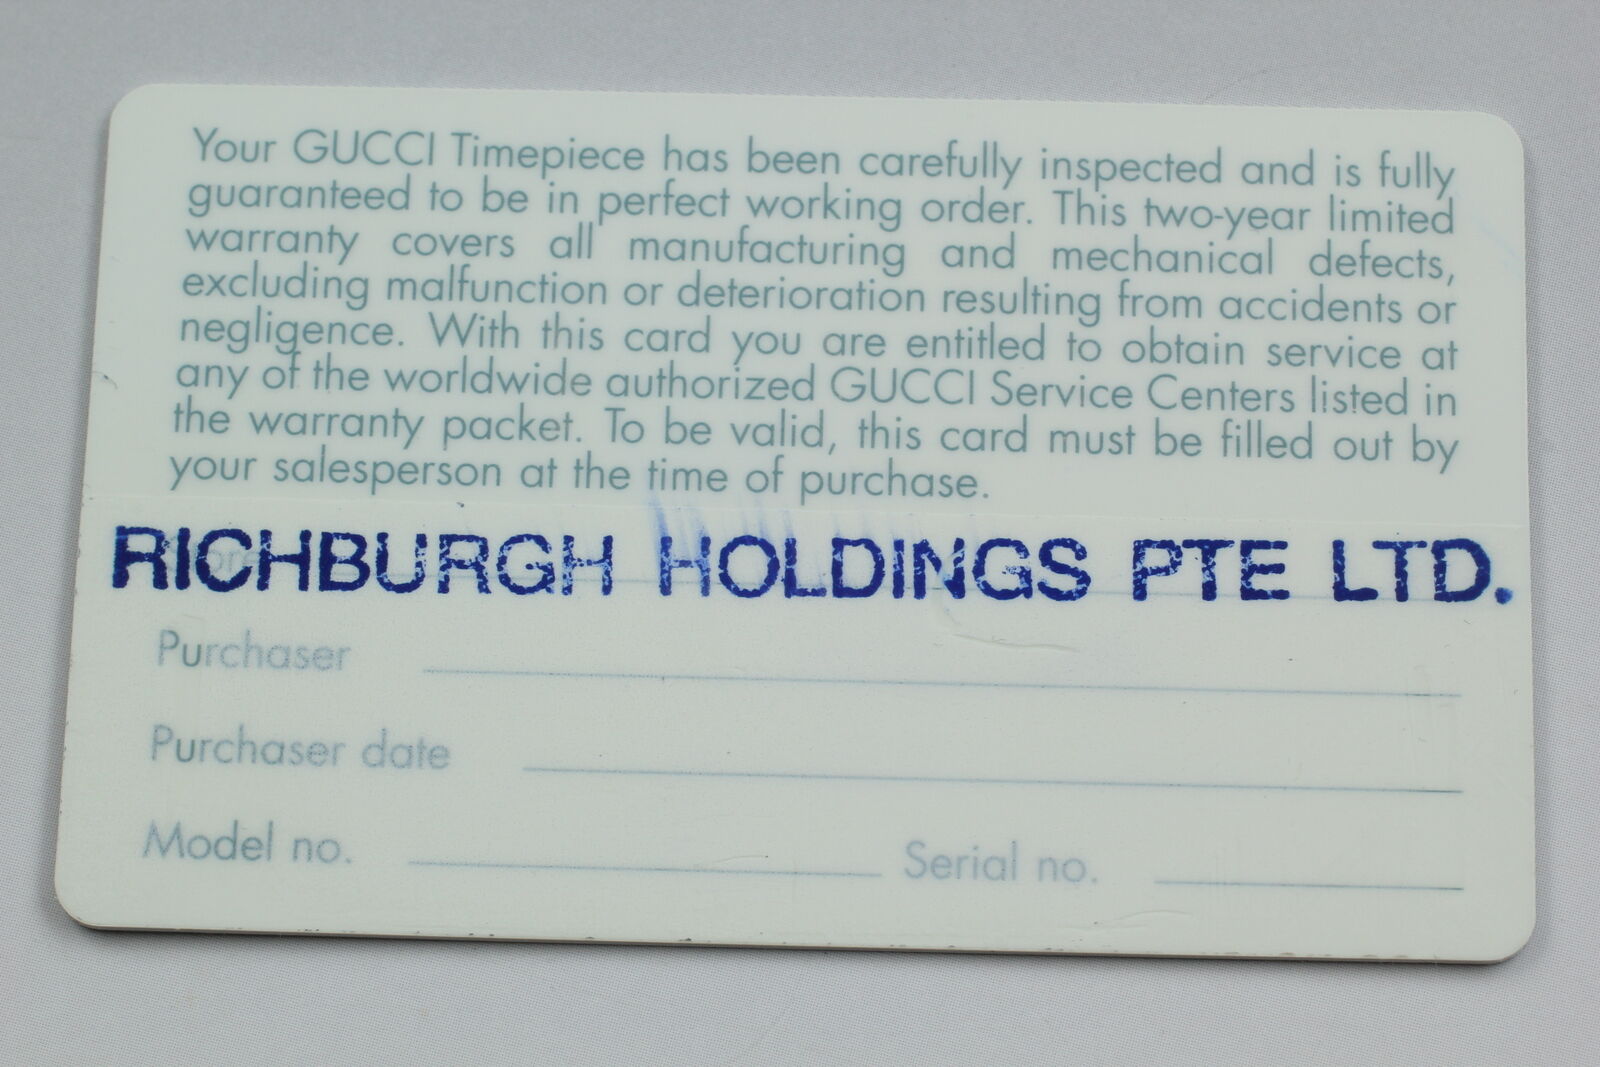 Your GUCCI Timepiece has been carefully inspected and is fully
guaranteed to be in perfect working order. This two-year limited
warranty covers all manufacturing and mechanical defects,
excluding malfunction or deterioration resulting from accidents or
negligence. With this card you are entitled to obtain service at
any of the worldwide authorized GUCCI Service Centers listed in
the warranty packet. To be valid, this card must be filled out by
your salesperson at the time of purchase.
RICHBURGH HOLDINGS PTE LTD.
Purchaser
Purchaser date
Model no. Serial no.